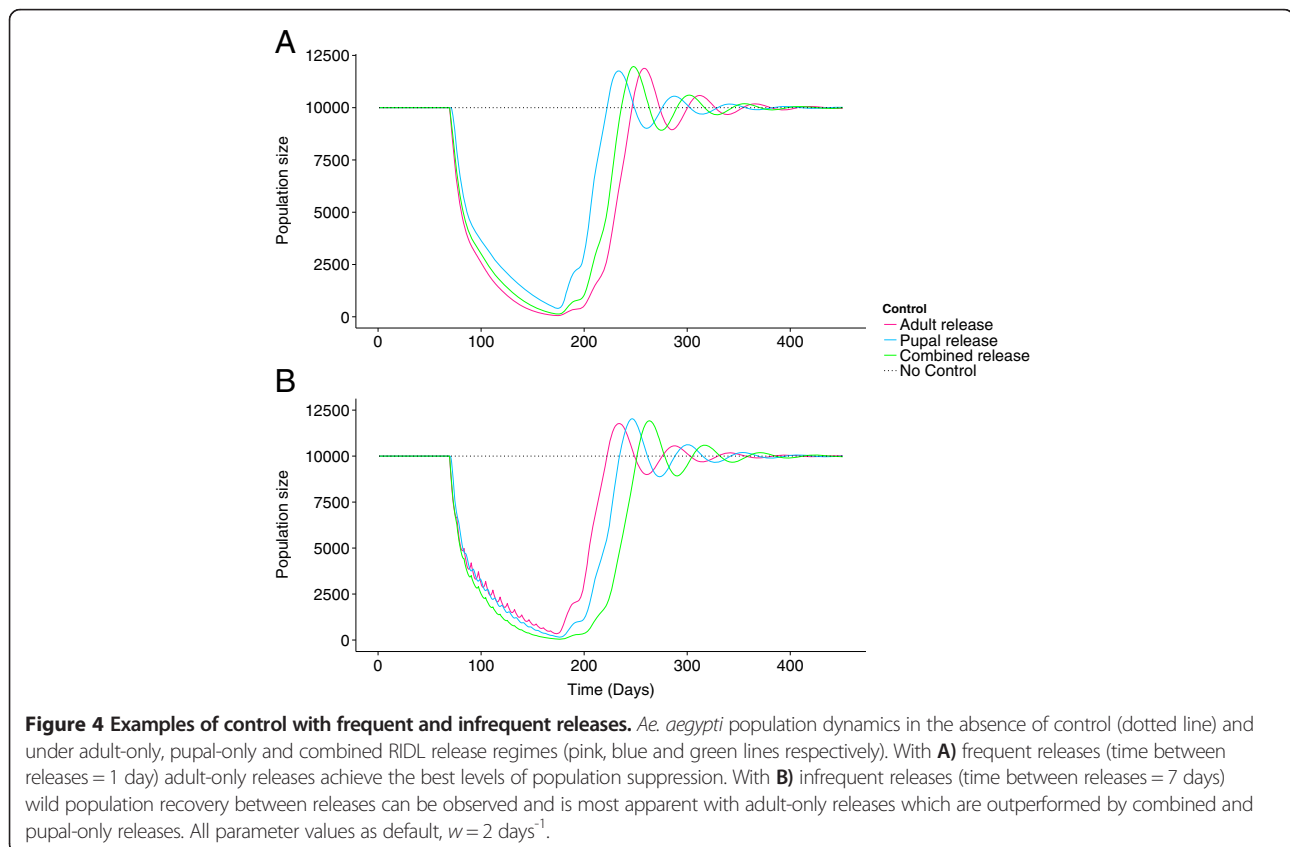 A
12500
10000
7500
5000
2500
0
Population size
0 100 200 300 400
Control
Adult release
Pupal release
Combined release
No Control
B
12500
10000
7500
5000
2500
0
Population size
0 100 200 300 400
Time (Days)
Figure 4 Examples of control with frequent and infrequent releases. Ae. aegypti population dynamics in the absence of control (dotted line) and
under adult-only, pupal-only and combined RIDL release regimes (pink, blue and green lines respectively). With A) frequent releases (time between
releases = 1 day) adult-only releases achieve the best levels of population suppression. With B) infrequent releases (time between releases = 7 days)
wild population recovery between releases can be observed and is most apparent with adult-only releases which are outperformed by combined and
pupal-only releases. All parameter values as default, w = 2 days⁻¹.